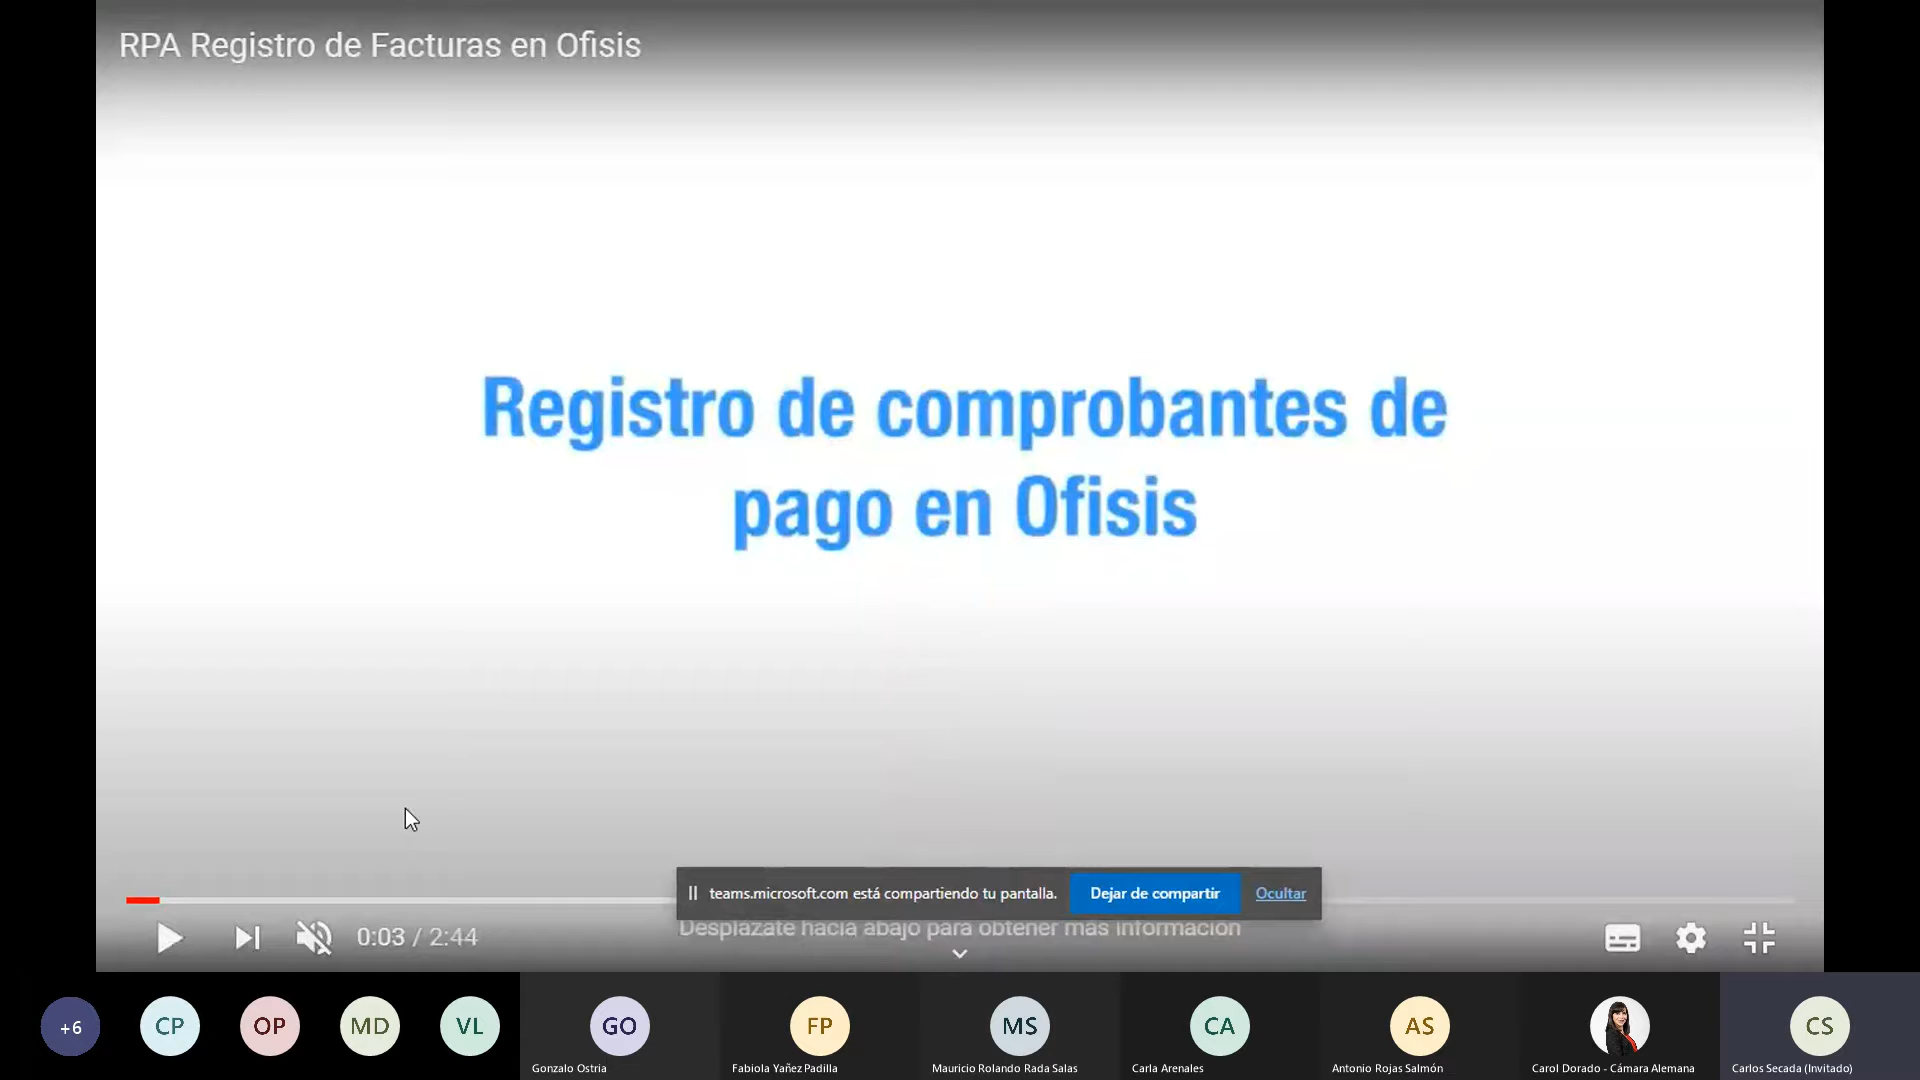 RPA Registro de Facturas en Ofisis
Registro de comprobantes de
pago en Ofisis
teams.microsoft.com está compartiendo tu pantalla.
Dejar de compartir
Ocultar
0:03 / 2:44
Desplázate hacia abajo para obtener más información
+6
CP
OP
MD
VL
GO
FP
MS
CA
AS
CS
Gonzalo Ostria
Fabiola Yañez Padilla
Mauricio Rolando Rada Salas
Carla Arenales
Antonio Rojas Salmón
Carol Dorado - Cámara Alemana
Carlos Secada (Invitado)